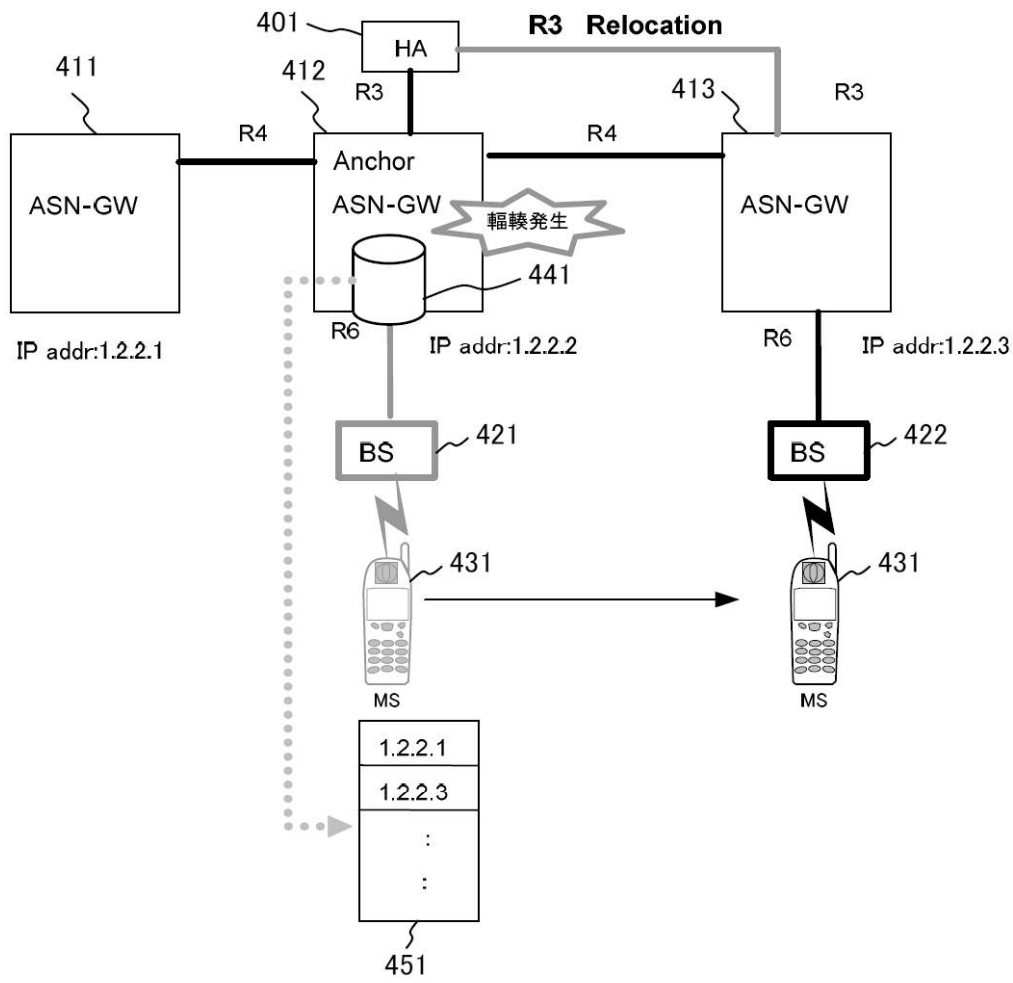 401
HA
R3 Relocation
411
412
R3
413
R3
R4
R4
Anchor
ASN-GW
ASN-GW
ASN-GW
輻輳発生
441
R6
R6
IP addr:1.2.2.1
IP addr:1.2.2.2
IP addr:1.2.2.3
BS
421
BS
422
431
431
MS
MS
1.2.2.1
1.2.2.3
:
:
451